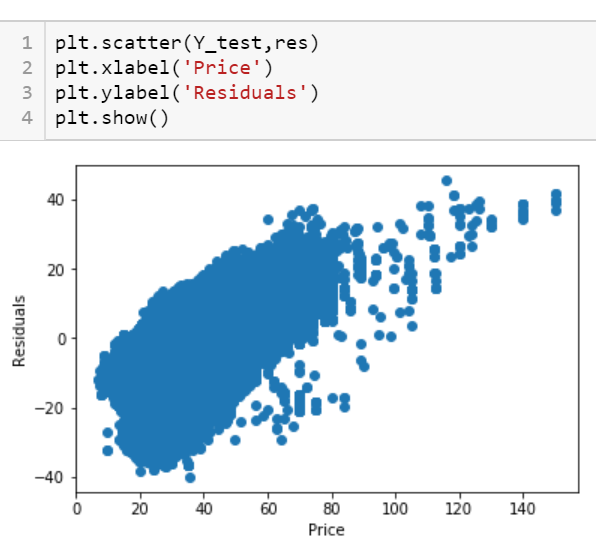 1 plt.scatter(Y_test,res)
2 plt.xlabel('Price')
3 plt.ylabel('Residuals')
4 plt.show()
40
20
0
−20
−40
Residuals
0 20 40 60 80 100 120 140
Price